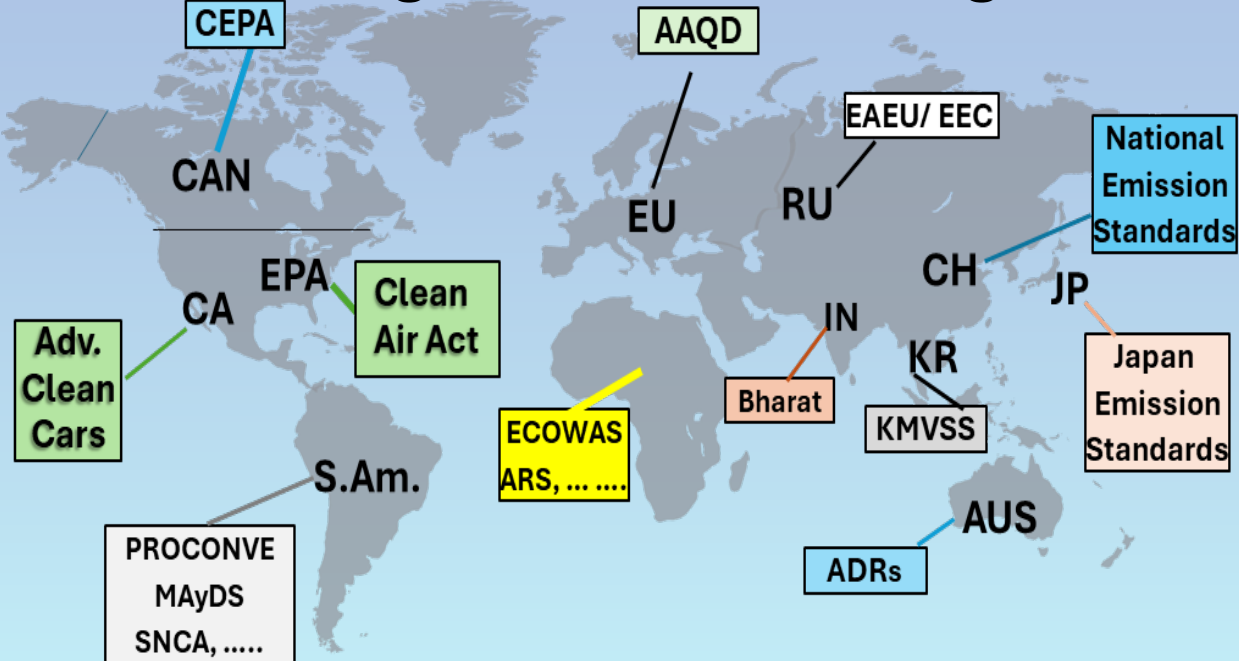 CEPA
AAQD
EAEU/ EEC
National
Emission
Standards
CAN
EU
RU
CH
EPA
JP
CA
IN
Clean
Air Act
Adv.
Clean
Cars
KR
Japan
Emission
Standards
Bharat
KMVSS
ECOWAS
ARS, ... ....
S.Am.
AUS
PROCONVE
MAyDS
SNCA, .....
ADRs